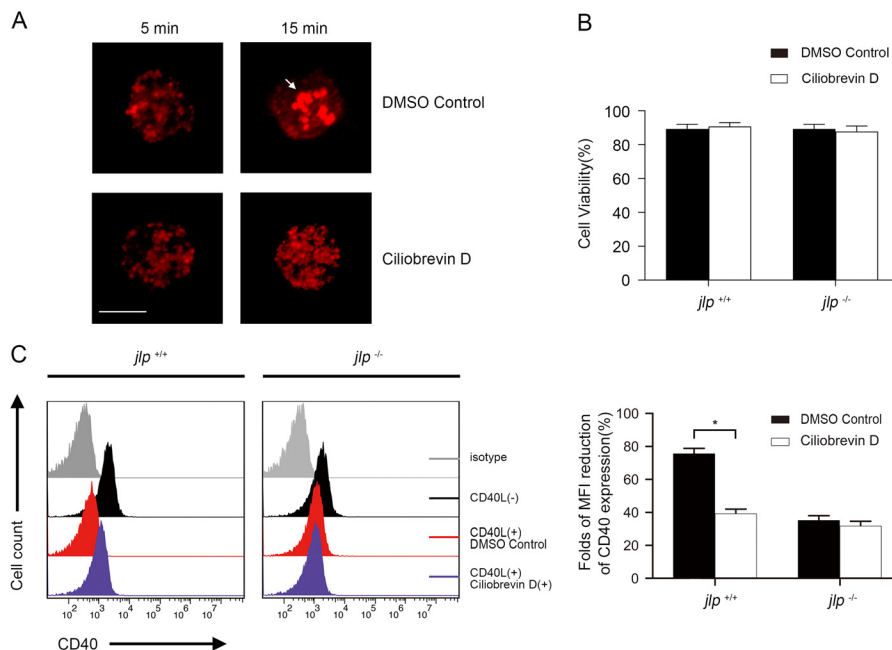 A
5 min 15 min
DMSO Control
Ciliobrevin D
B
DMSO Control
Ciliobrevin D
Cell Viability(%)
100
80
60
40
20
0
jlp +/+ jlp -/-
C
jlp +/+ jlp -/-
Cell count
isotype
CD40L(-)
CD40L(+)
DMSO Control
CD40L(+)
Ciliobrevin D(+)
10² 10³ 10⁴ 10⁵ 10⁶ 10⁷ 10² 10³ 10⁴ 10⁵ 10⁶ 10⁷
CD40
DMSO Control
Ciliobrevin D
Folds of MFI reduction
of CD40 expression(%)
100
80
60
40
20
0
*
jlp +/+ jlp -/-